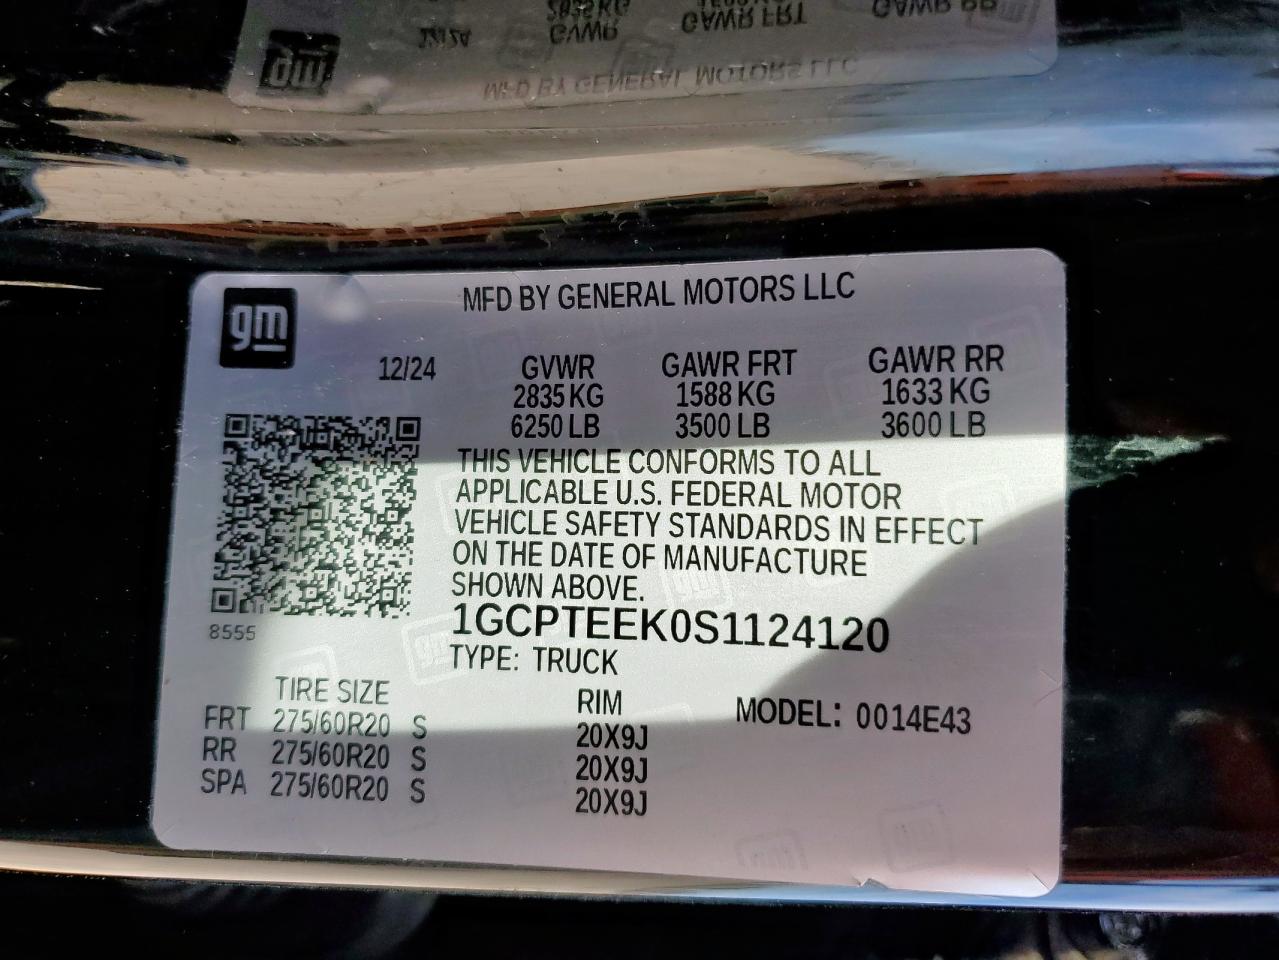 gm
MFD BY GENERAL MOTORS LLC
12/24 GVWR GAWR FRT GAWR RR
2835 KG 1588 KG 1633 KG
6250 LB 3500 LB 3600 LB
THIS VEHICLE CONFORMS TO ALL
APPLICABLE U.S. FEDERAL MOTOR
VEHICLE SAFETY STANDARDS IN EFFECT
ON THE DATE OF MANUFACTURE
SHOWN ABOVE.
1GCPTEEK0S1124120
8555
TYPE: TRUCK
TIRE SIZE RIM MODEL: 0014E43
FRT 275/60R20 S 20X9J
RR 275/60R20 S 20X9J
SPA 275/60R20 S 20X9J